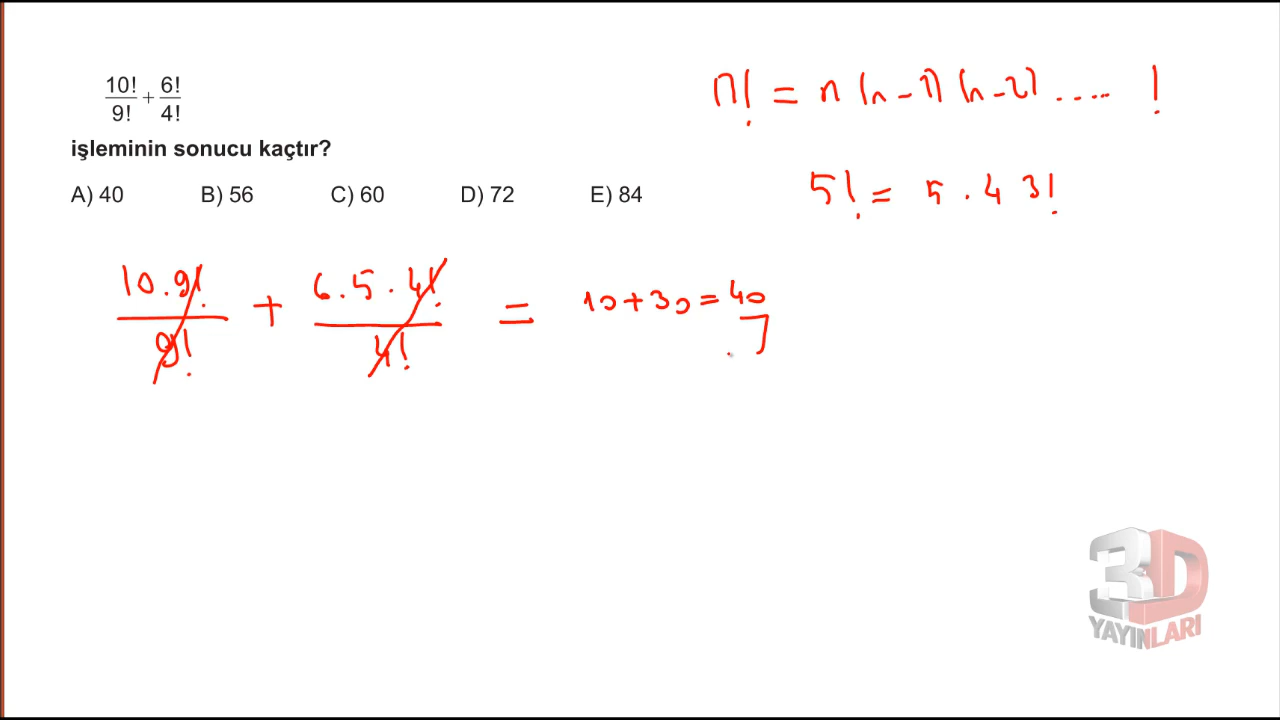 10!/9! + 6!/4!
işleminin sonucu kaçtır?
A) 40 B) 56 C) 60 D) 72 E) 84
n! = n (n-1) (n-2) ..... !
5! = 5 . 4 3!
10.9!/9! + 6.5.4!/4! = 10+30=40
3D
YAYINLARI